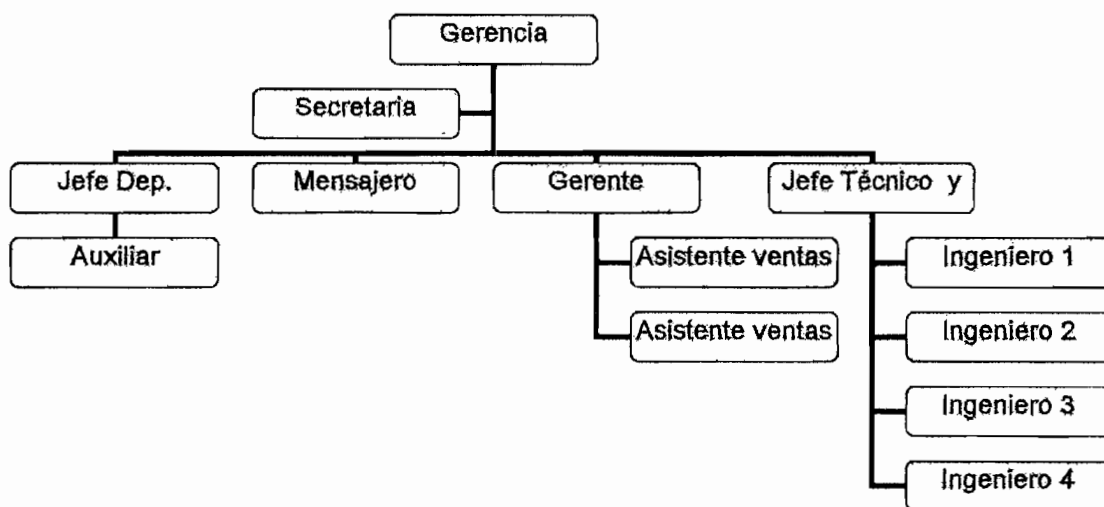 Gerencia
Secretaria
Jefe Dep.
Mensajero
Gerente
Jefe Técnico y
Auxiliar
Asistente ventas
Ingeniero 1
Asistente ventas
Ingeniero 2
Ingeniero 3
Ingeniero 4